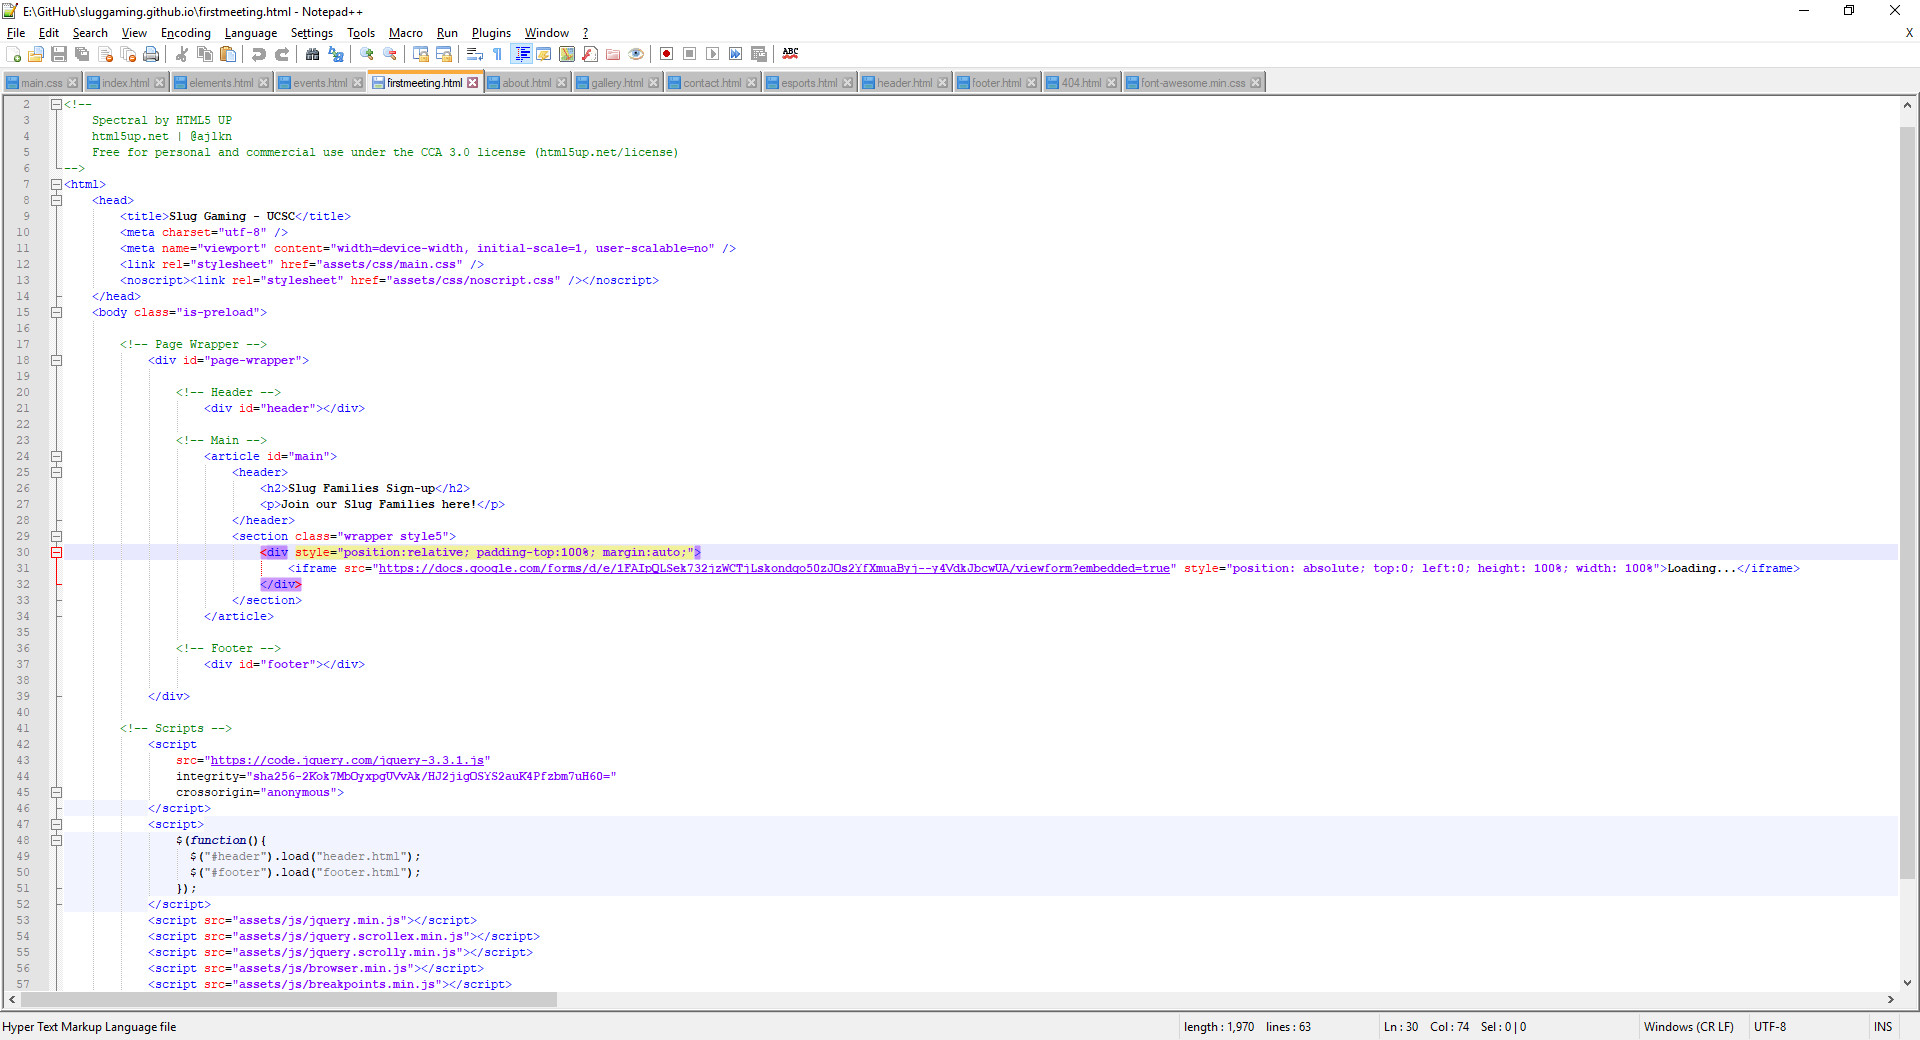 E:\GitHub\sluggaming.github.io\firstmeeting.html - Notepad++
File Edit Search View Encoding Language Settings Tools Macro Run Plugins Window ? X
ABC
main.css index.html elements.html events.html firstmeeting.html about.html gallery.html contact.html esports.html header.html footer.html 404.html font-awesome.min.css
2 <!--
3 Spectral by HTML5 UP
4 html5up.net | @ajlkn
5 Free for personal and commercial use under the CCA 3.0 license (html5up.net/license)
6 -->
7 <html>
8 <head>
9 <title>Slug Gaming - UCSC</title>
10 <meta charset="utf-8" />
11 <meta name="viewport" content="width=device-width, initial-scale=1, user-scalable=no" />
12 <link rel="stylesheet" href="assets/css/main.css" />
13 <noscript><link rel="stylesheet" href="assets/css/noscript.css" /></noscript>
14 </head>
15 <body class="is-preload">
16
17 <!-- Page Wrapper -->
18 <div id="page-wrapper">
19
20 <!-- Header -->
21 <div id="header"></div>
22
23 <!-- Main -->
24 <article id="main">
25 <header>
26 <h2>Slug Families Sign-up</h2>
27 <p>Join our Slug Families here!</p>
28 </header>
29 <section class="wrapper style5">
30 <div style="position:relative; padding-top:100%; margin:auto;">
31 <iframe src="https://docs.google.com/forms/d/e/1FAIpQLSek732jzWCTjLskondqo50zJOs2YfXmuaByj--y4VdkJbcwUA/viewform?embedded=true" style="position: absolute; top:0; left:0; height: 100%; width: 100%">Loading...</iframe>
32 </div>
33 </section>
34 </article>
35
36 <!-- Footer -->
37 <div id="footer"></div>
38
39 </div>
40
41 <!-- Scripts -->
42 <script
43 src="https://code.jquery.com/jquery-3.3.1.js"
44 integrity="sha256-2Kok7MbOyxpgUVvAk/HJ2jigOSYS2auK4Pfzbm7uH60="
45 crossorigin="anonymous">
46 </script>
47 <script>
48 $(function(){
49 $("#header").load("header.html");
50 $("#footer").load("footer.html");
51 });
52 </script>
53 <script src="assets/js/jquery.min.js"></script>
54 <script src="assets/js/jquery.scrollex.min.js"></script>
55 <script src="assets/js/jquery.scrolly.min.js"></script>
56 <script src="assets/js/browser.min.js"></script>
57 <script src="assets/js/breakpoints.min.js"></script>
Hyper Text Markup Language file length : 1,970 lines : 63 Ln : 30 Col : 74 Sel : 0 | 0 Windows (CR LF) UTF-8 INS